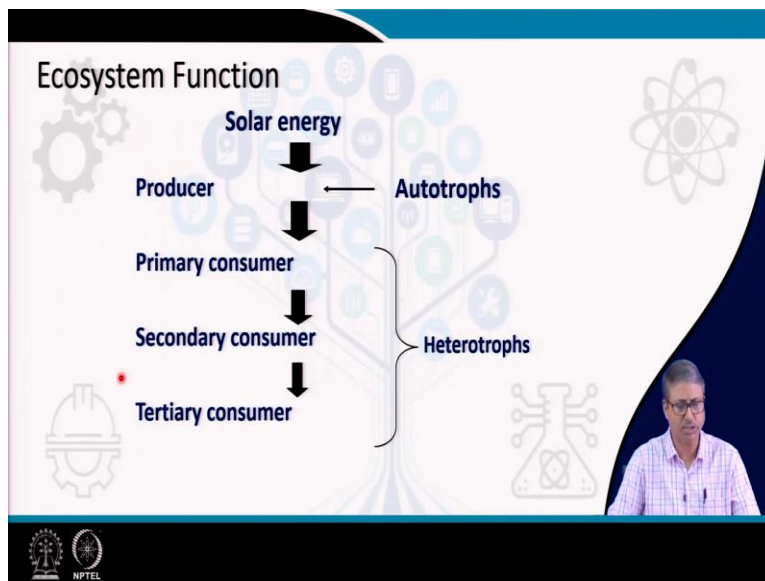 Ecosystem Function
Solar energy
Producer
Autotrophs
Primary consumer
Secondary consumer
Heterotrophs
Tertiary consumer
NPTEL